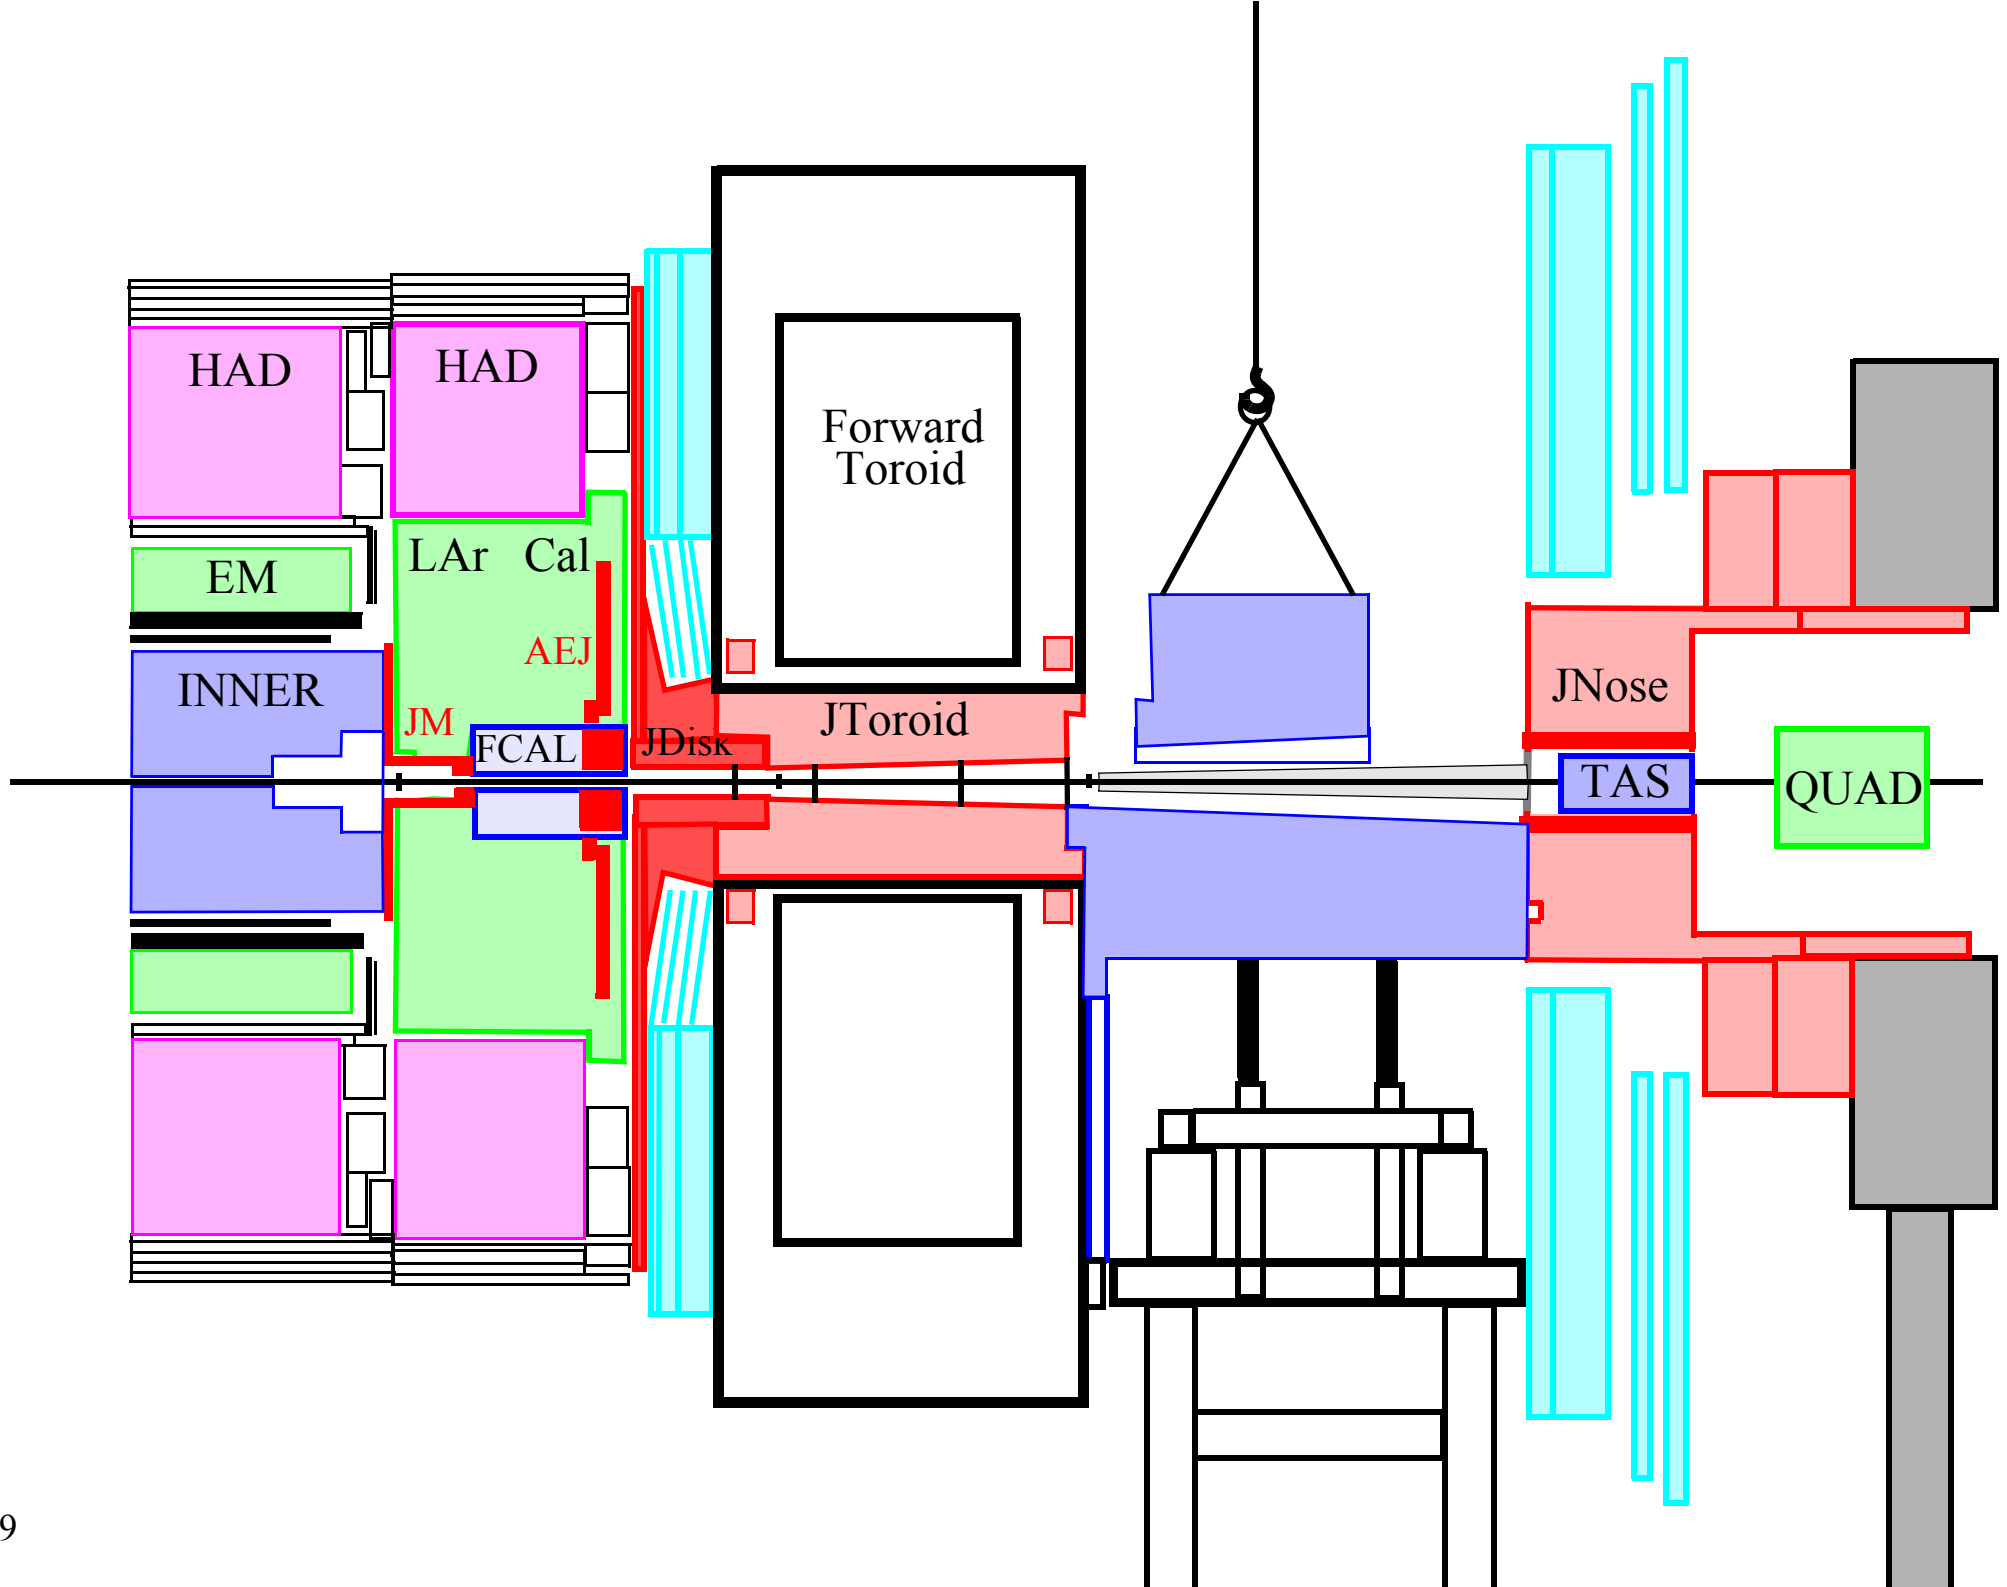 HAD
HAD
Forward
Toroid
LAr Cal
EM
AEJ
INNER
JNose
JM
JToroid
FCAL
JDisk
TAS
QUAD
9